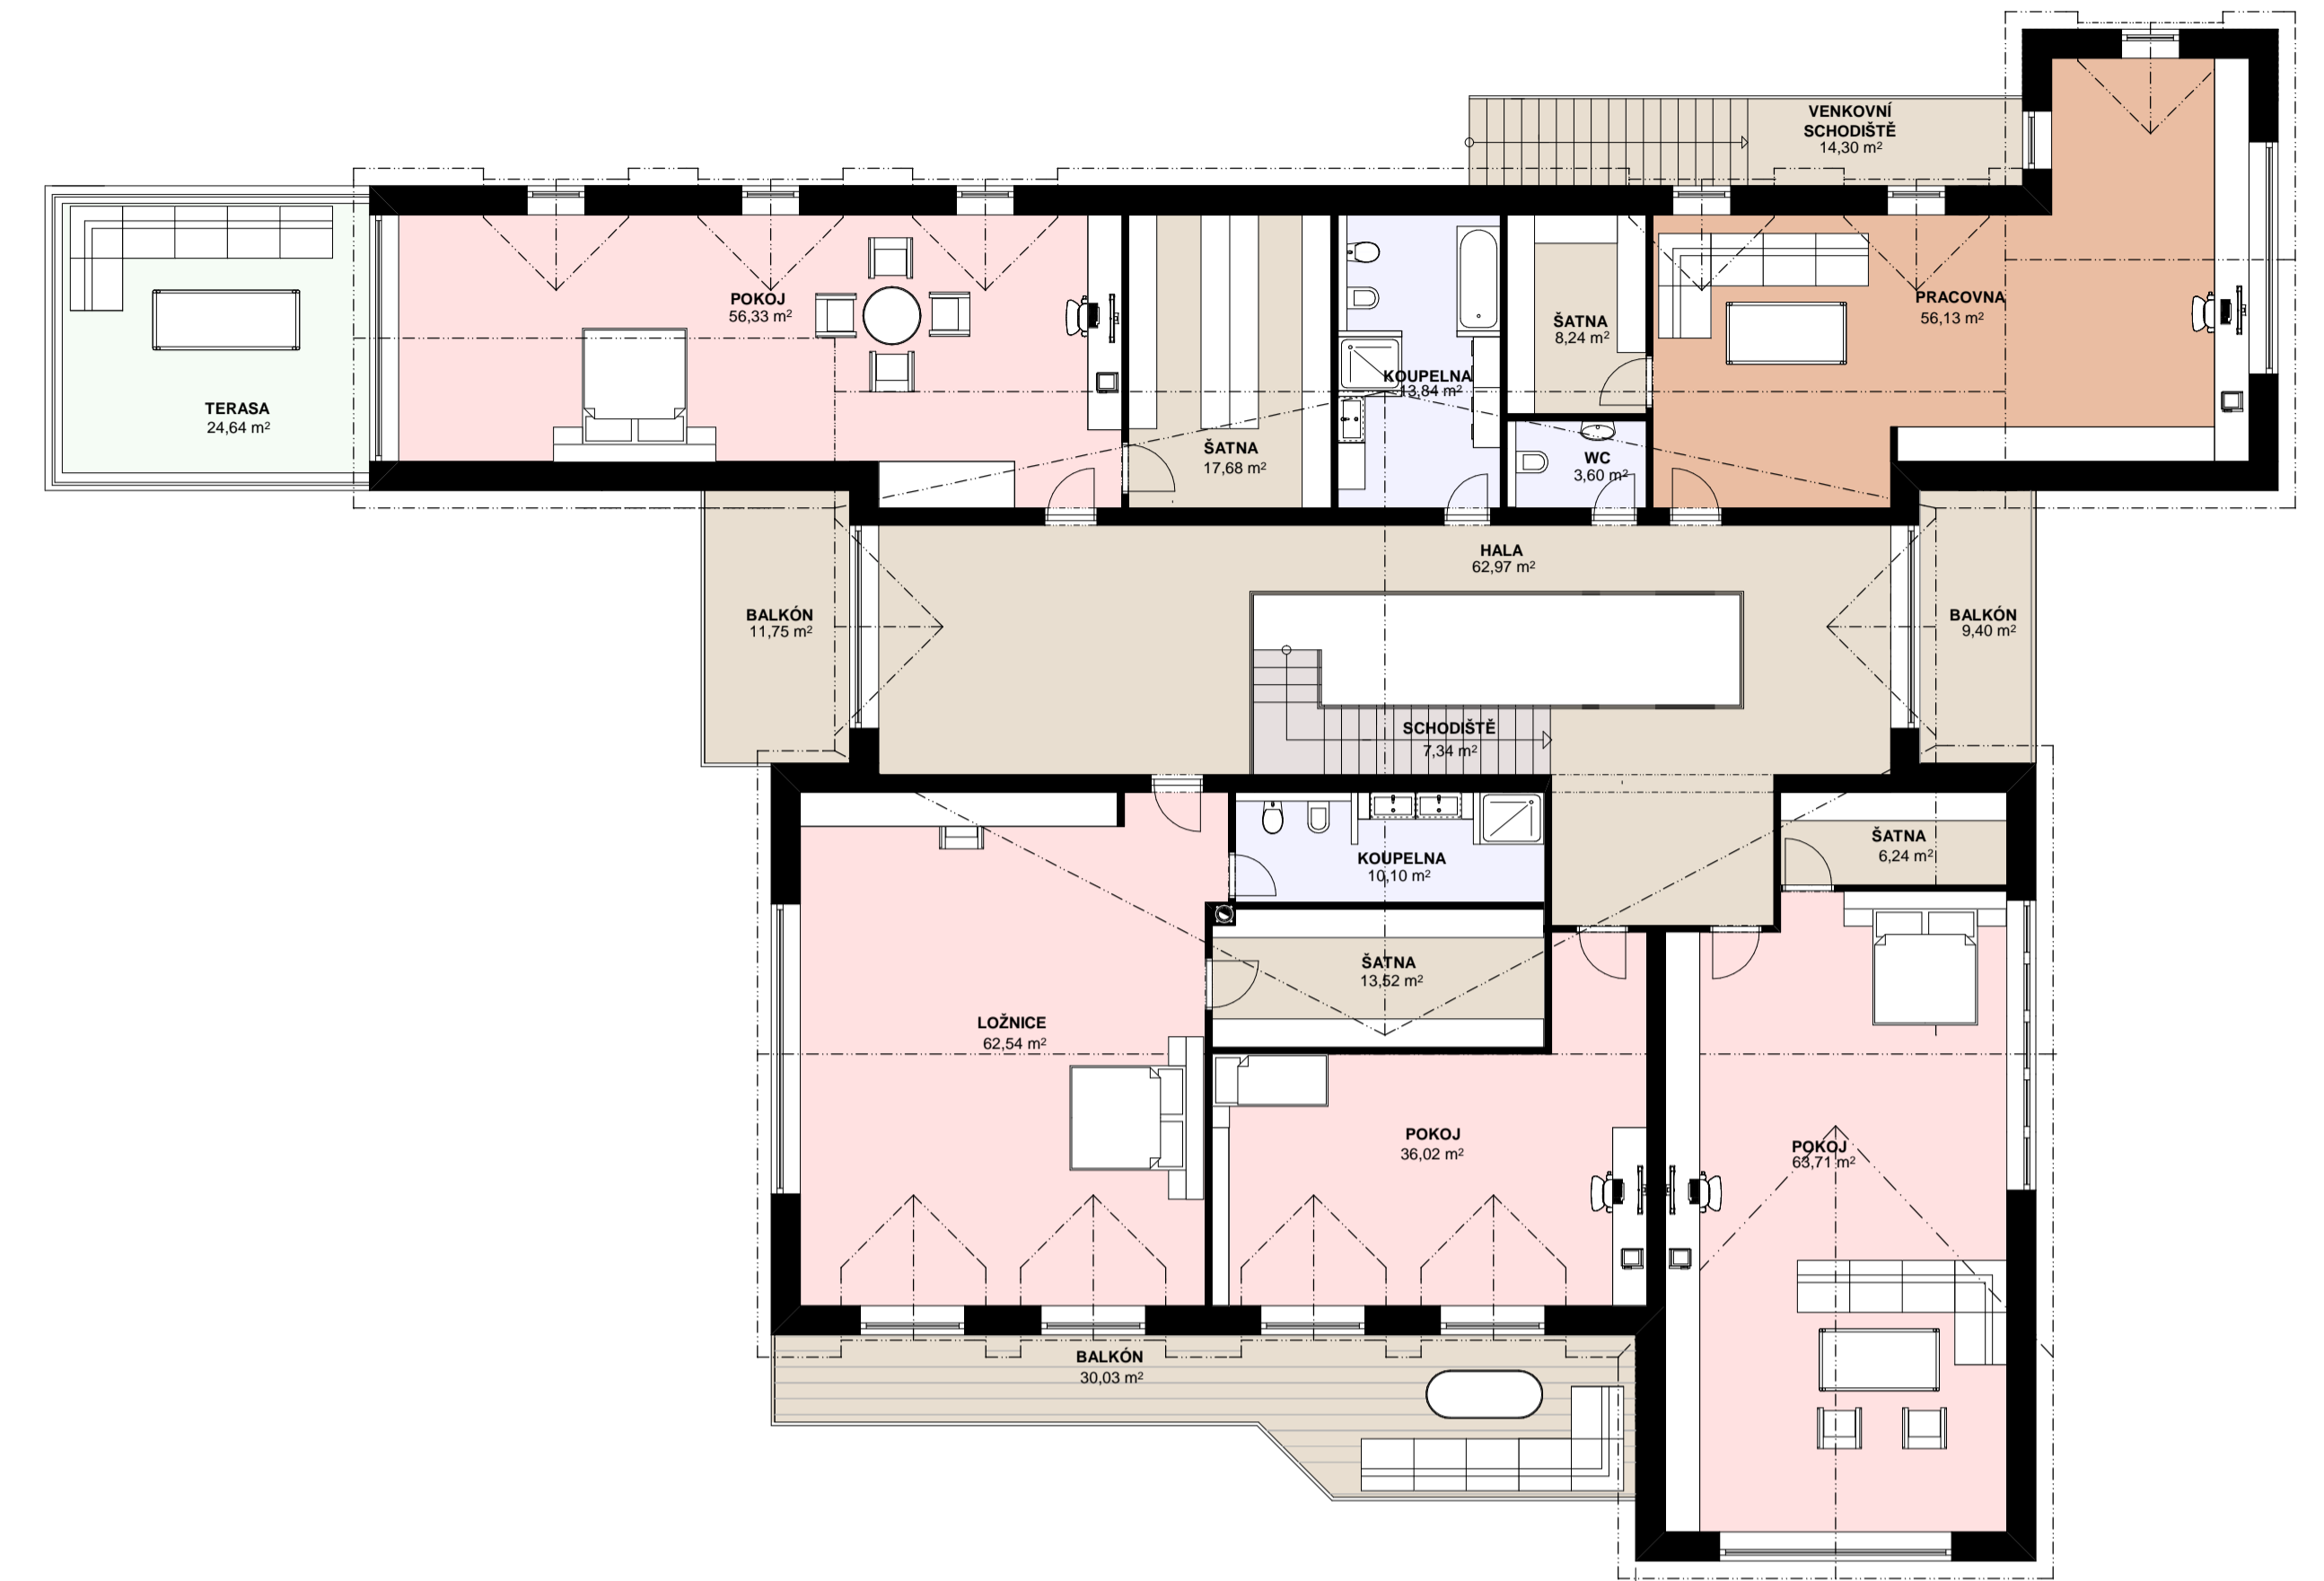 VENKOVNÍ
SCHODIŠTĚ
14,30 m²
POKOJ
56,33 m²
PRACOVNA
56,13 m²
ŠATNA
8,24 m²
KOUPELNA
13,84 m²
TERASA
24,64 m²
ŠATNA
17,68 m²
WC
3,60 m²
HALA
62,97 m²
BALKÓN
11,75 m²
BALKÓN
9,40 m²
SCHODIŠTĚ
7,34 m²
ŠATNA
6,24 m²
KOUPELNA
10,10 m²
ŠATNA
13,52 m²
LOŽNICE
62,54 m²
POKOJ
36,02 m²
POKOJ
63,71 m²
BALKÓN
30,03 m²